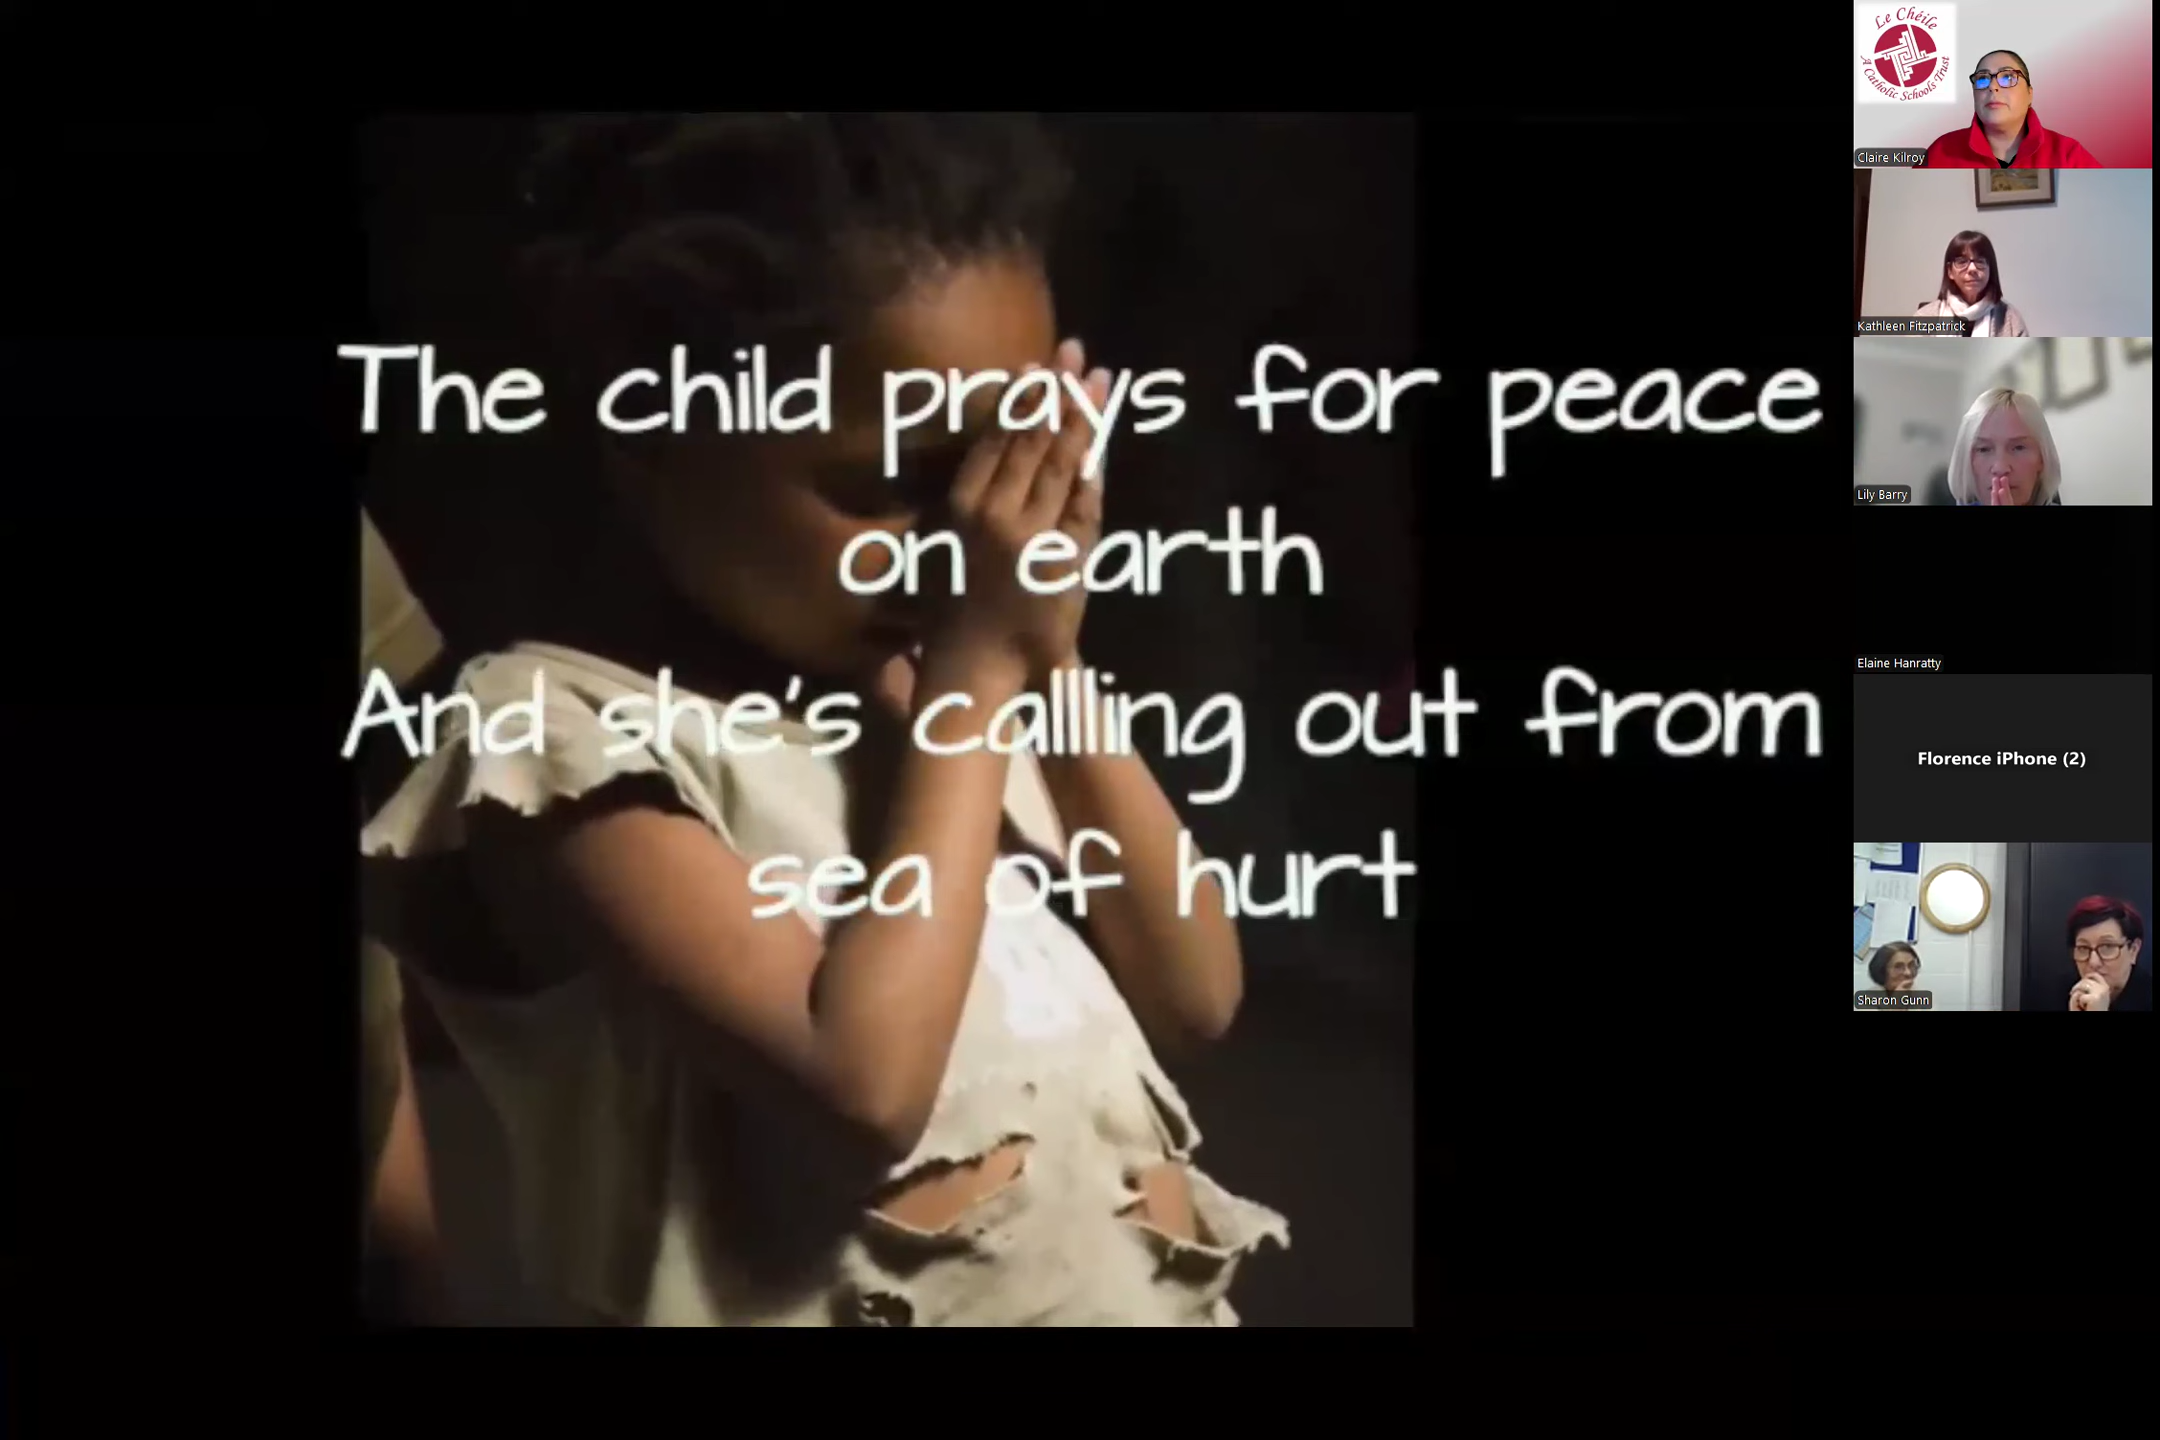 The child prays for peace
on earth
And she's callling out from
sea of hurt
Le Chéile
A Catholic Schools Trust
Claire Kilroy
Kathleen Fitzpatrick
Lily Barry
Elaine Hanratty
Florence iPhone (2)
Sharon Gunn